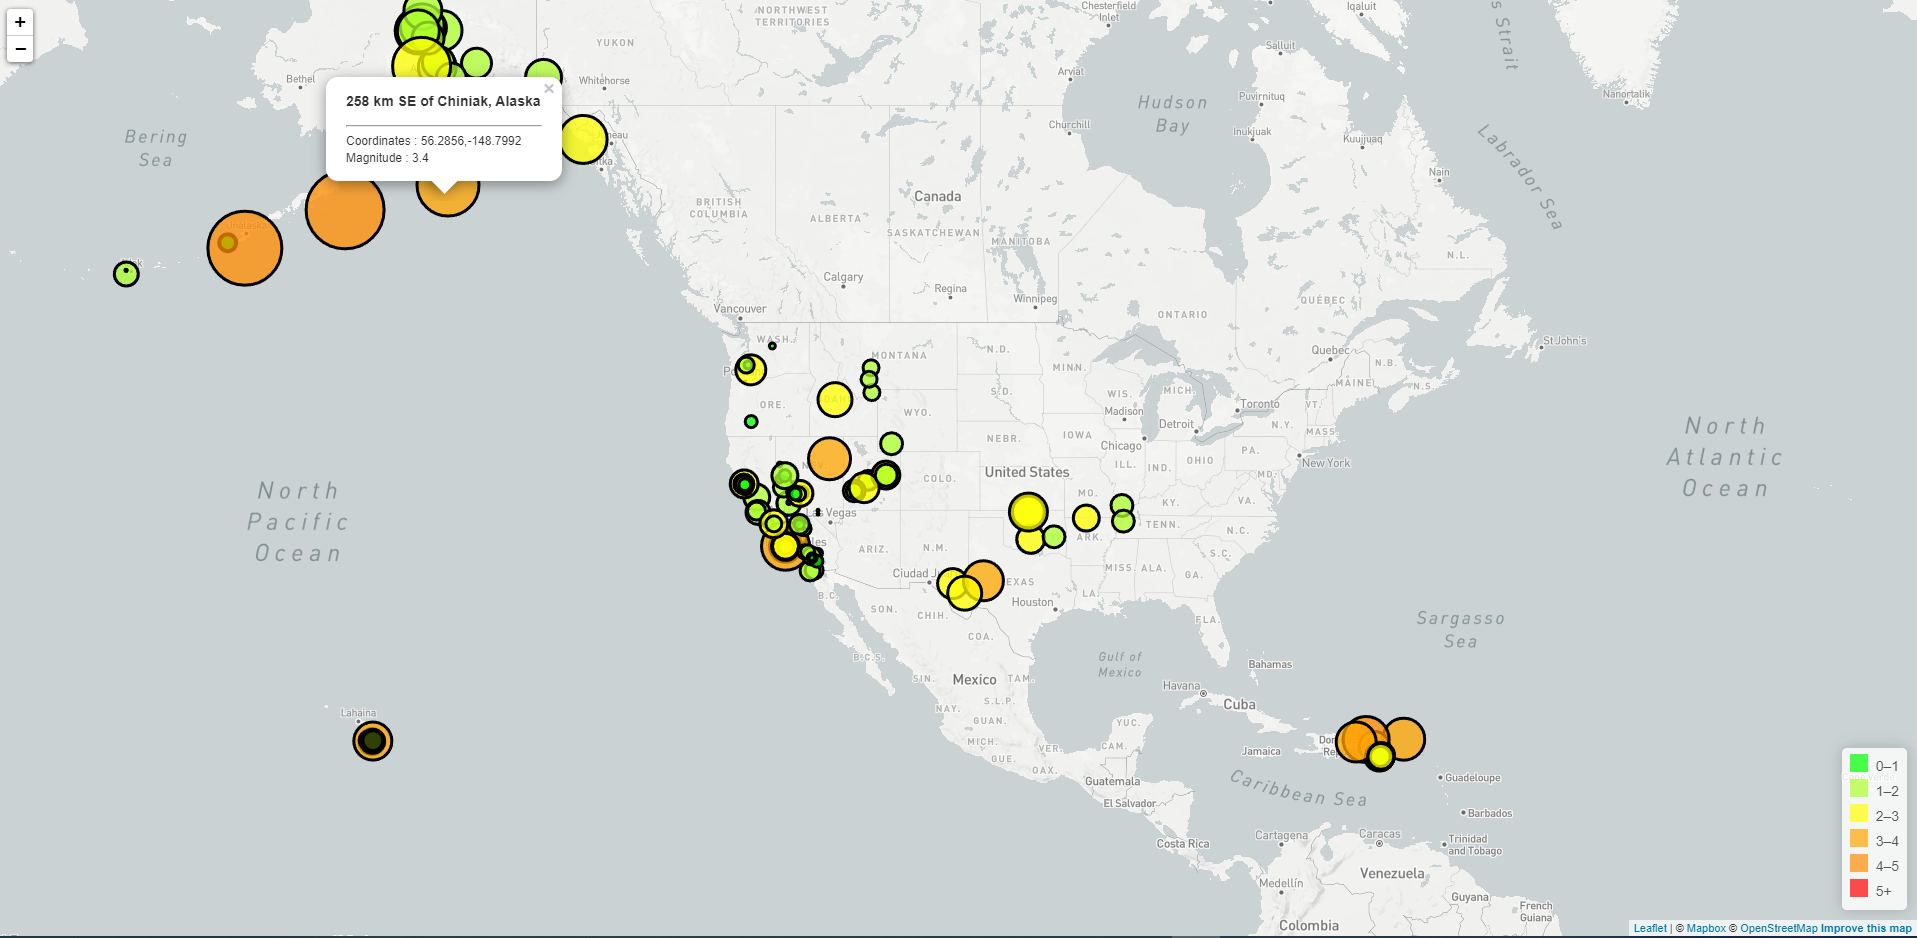 +
−
NORTHWEST
TERRITORIES
Chesterfield
Inlet
Iqaluit
s Strait
YUKON
Salluit
Bethel
Whitehorse
Arviat
258 km SE of Chiniak, Alaska
×
Coordinates : 56.2856,-148.7992
Magnitude : 3.4
Hudson
Bay
Puvirnituq
Nanortalik
Bering
Sea
Churchill
Inukjuak
Kuujjuaq
Labrador Sea
Nain
BRITISH
COLUMBIA
Canada
ALBERTA
SASKATCHEWAN
MANITOBA
N.L.
Calgary
Regina
Winnipeg
QUÉBEC
Vancouver
ONTARIO
WASH.
St John's
N.D.
MONTANA
Quebec
N.B.
MINN.
MAINE
N.S.
S.D.
WIS.
MICH.
ORE.
WYO.
Madison
Toronto
VT.
Detroit
N.Y.
MASS.
North
Atlantic
Ocean
NEBR.
IOWA
Chicago
PA.
ILL.
IND.
OHIO
New York
United States
COLO.
MD.
North
Pacific
Ocean
MO.
KY.
VA.
Las Vegas
TENN.
N.C.
ARK.
ARIZ.
N.M.
S.C.
MISS.
ALA.
GA.
Ciudad J
EXAS
LA.
B.C.
Houston
SON.
CHIH.
FLA.
Sargasso
Sea
COA.
B.C.S.
Gulf of
Mexico
Bahamas
SIN.
Mexico
TAM.
Havana
Cuba
S.L.P.
NAY.
Lahaina
GUAN.
YUC.
MICH.
VER.
CAM.
Jamaica
GUE.
OAX.
Caribbean Sea
Guatemala
Guadeloupe
El Salvador
Barbados
Costa Rica
Cartagena
Caracas
Trinidad
and Tobago
Venezuela
Medellín
Guyana
French
Guiana
Colombia
0–1
1–2
2–3
3–4
4–5
5+
Leaflet | © Mapbox © OpenStreetMap Improve this map